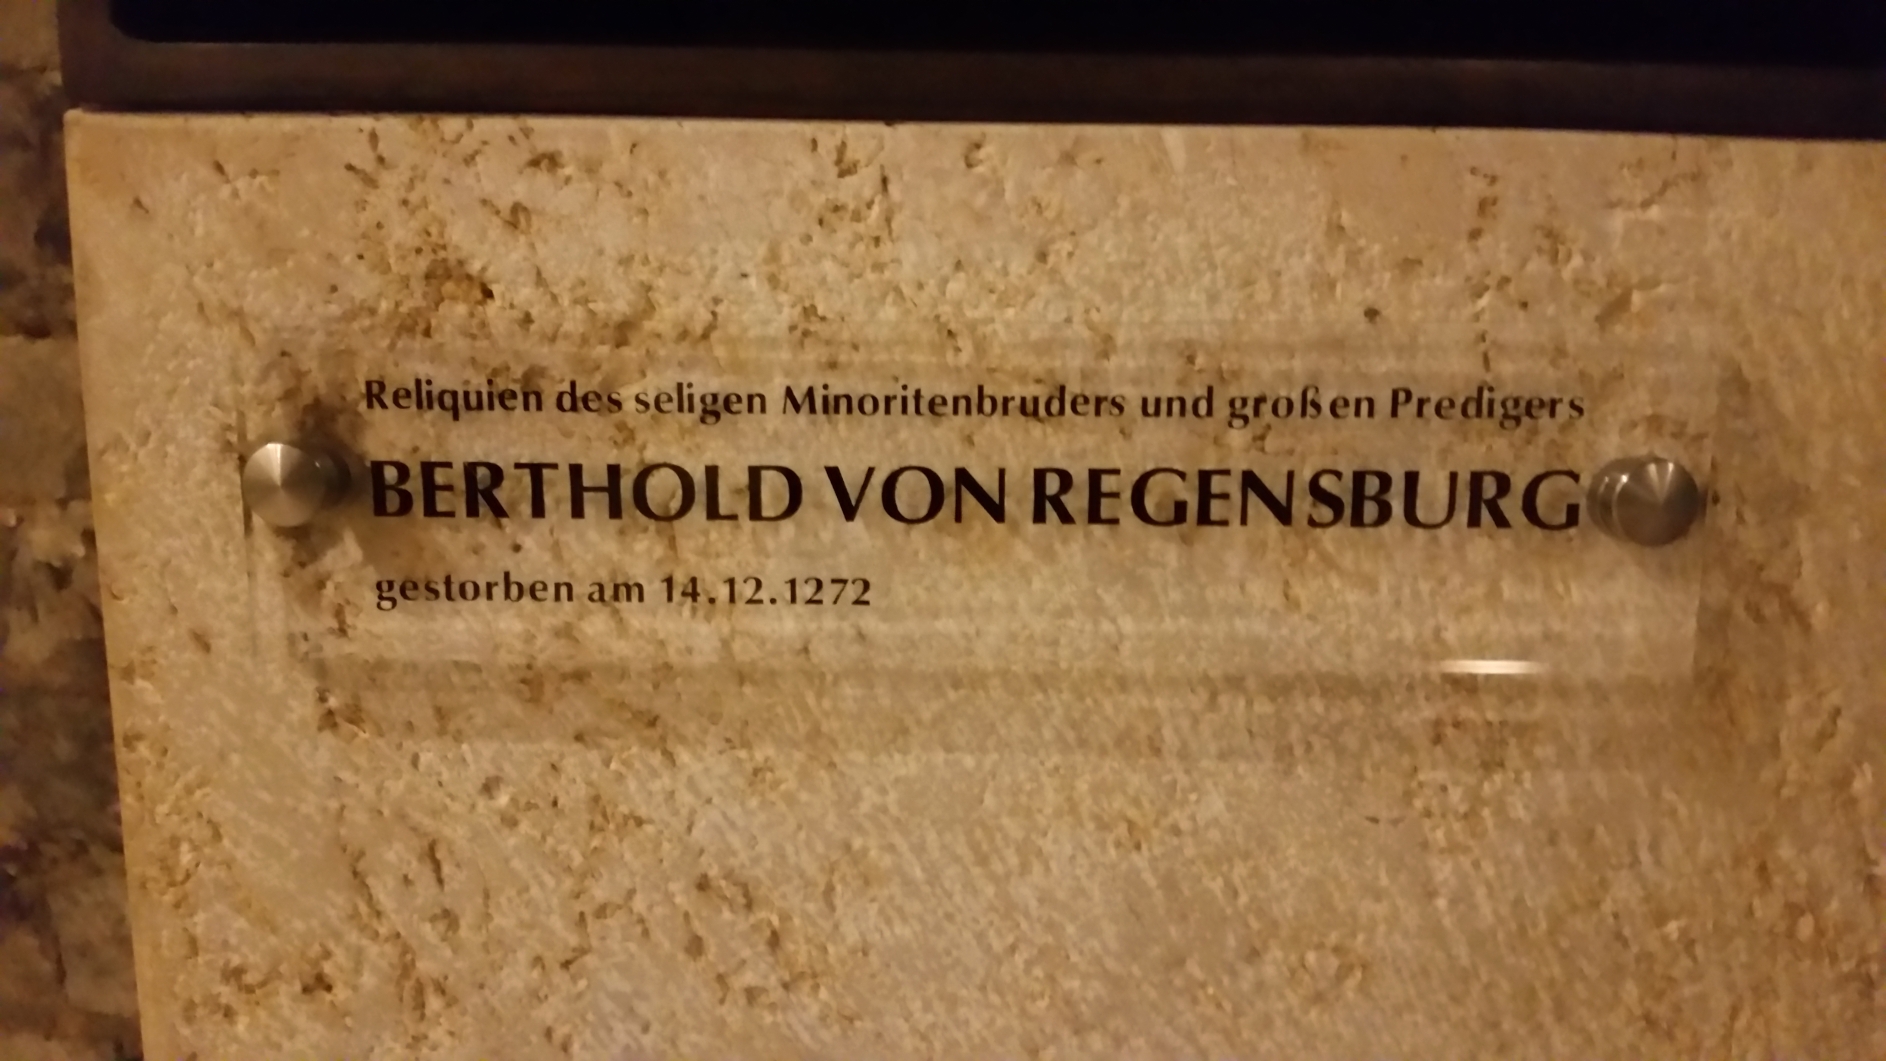 Reliquien des seligen Minoritenbruders und großen Predigers
BERTHOLD VON REGENSBURG
gestorben am 14.12.1272